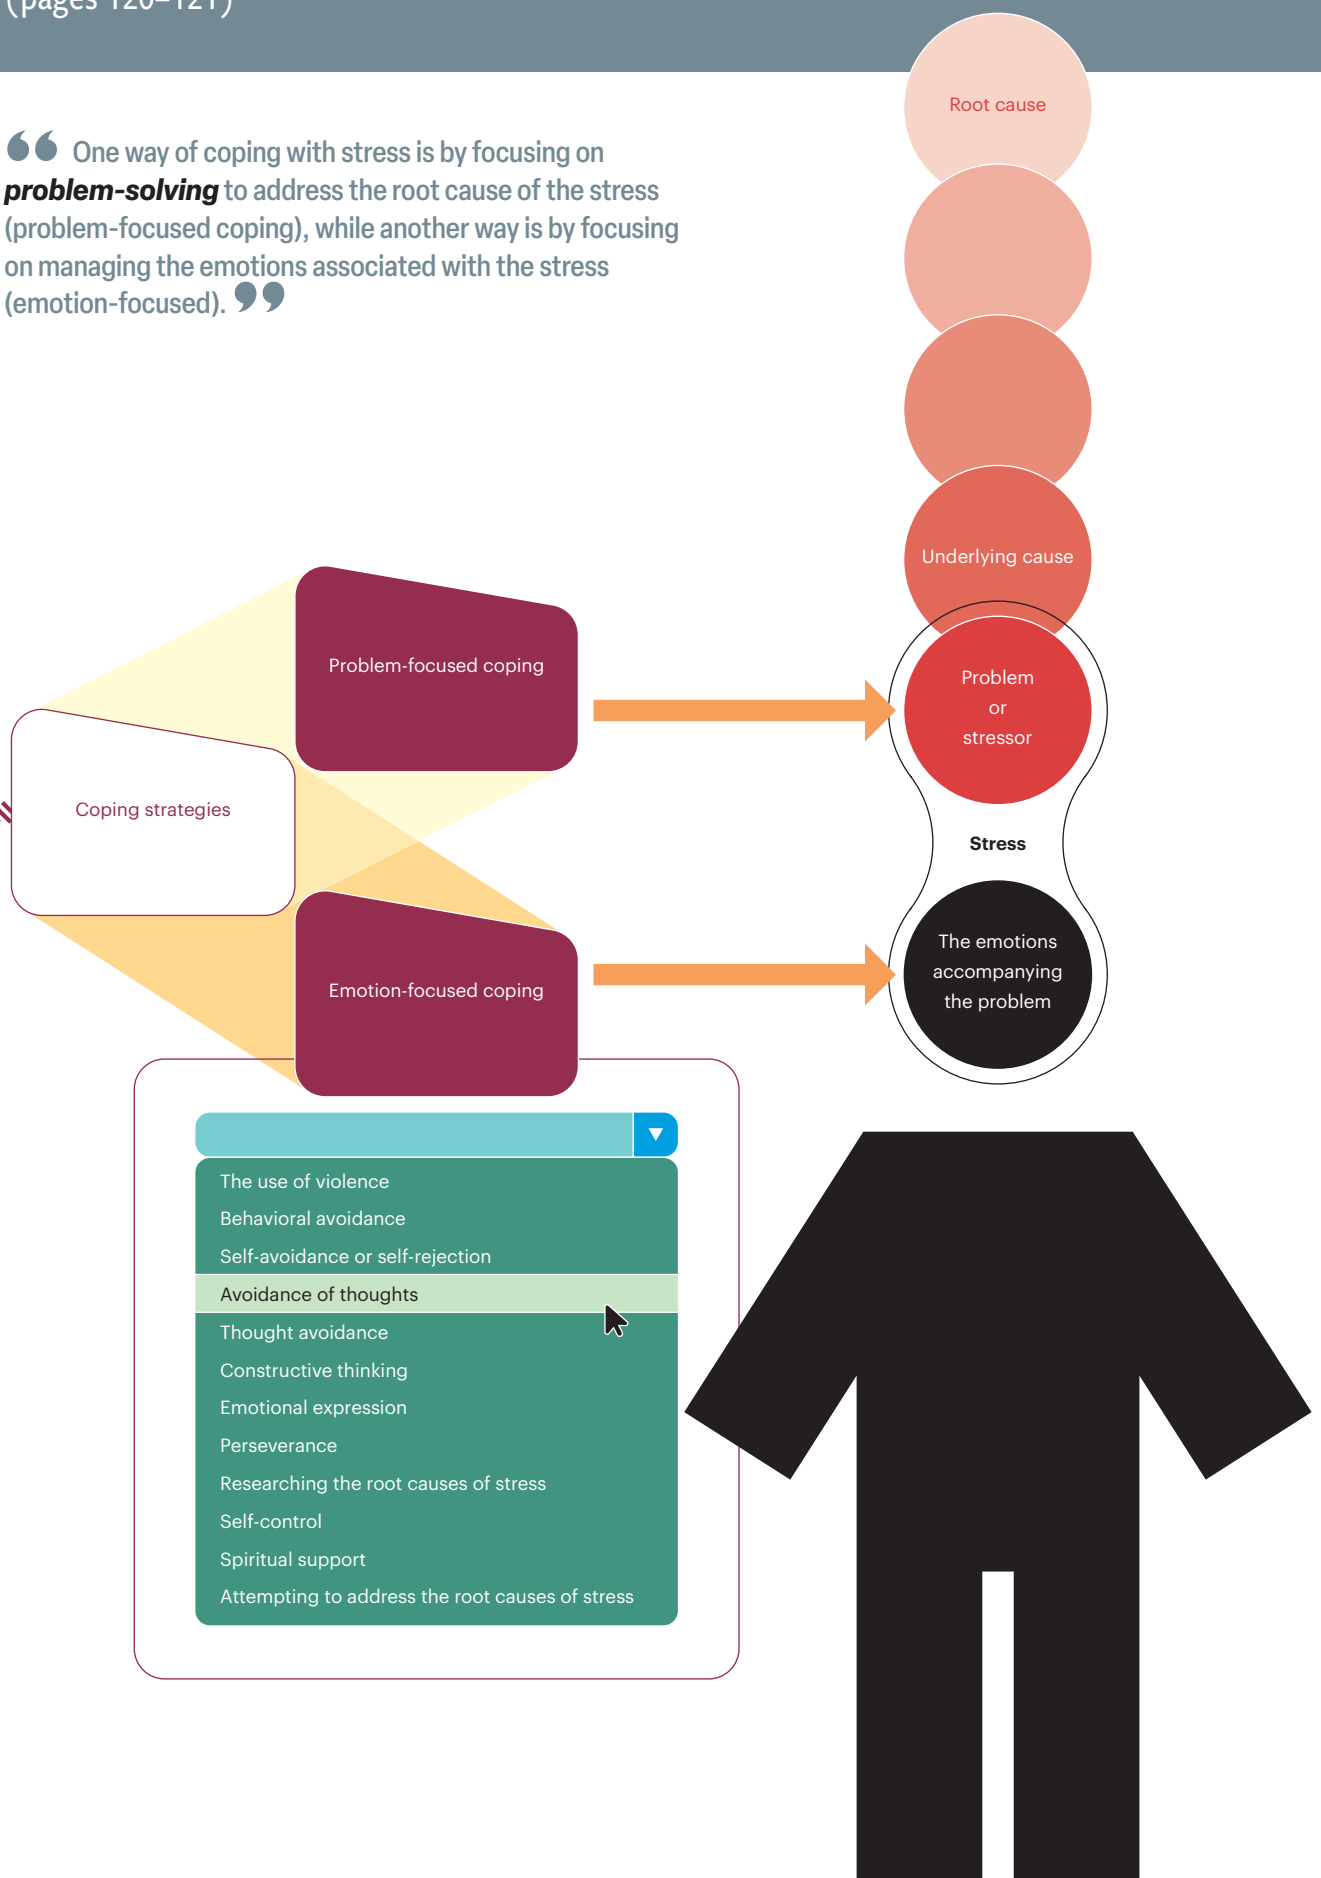 (pages 120–121)
“ One way of coping with stress is by focusing on
problem-solving to address the root cause of the stress
(problem-focused coping), while another way is by focusing
on managing the emotions associated with the stress
(emotion-focused). ”
Root cause
Underlying cause
Problem-focused coping
Problem
or
stressor
Coping strategies
Stress
Emotion-focused coping
The emotions
accompanying
the problem
The use of violence
Behavioral avoidance
Self-avoidance or self-rejection
Avoidance of thoughts
Thought avoidance
Constructive thinking
Emotional expression
Perseverance
Researching the root causes of stress
Self-control
Spiritual support
Attempting to address the root causes of stress